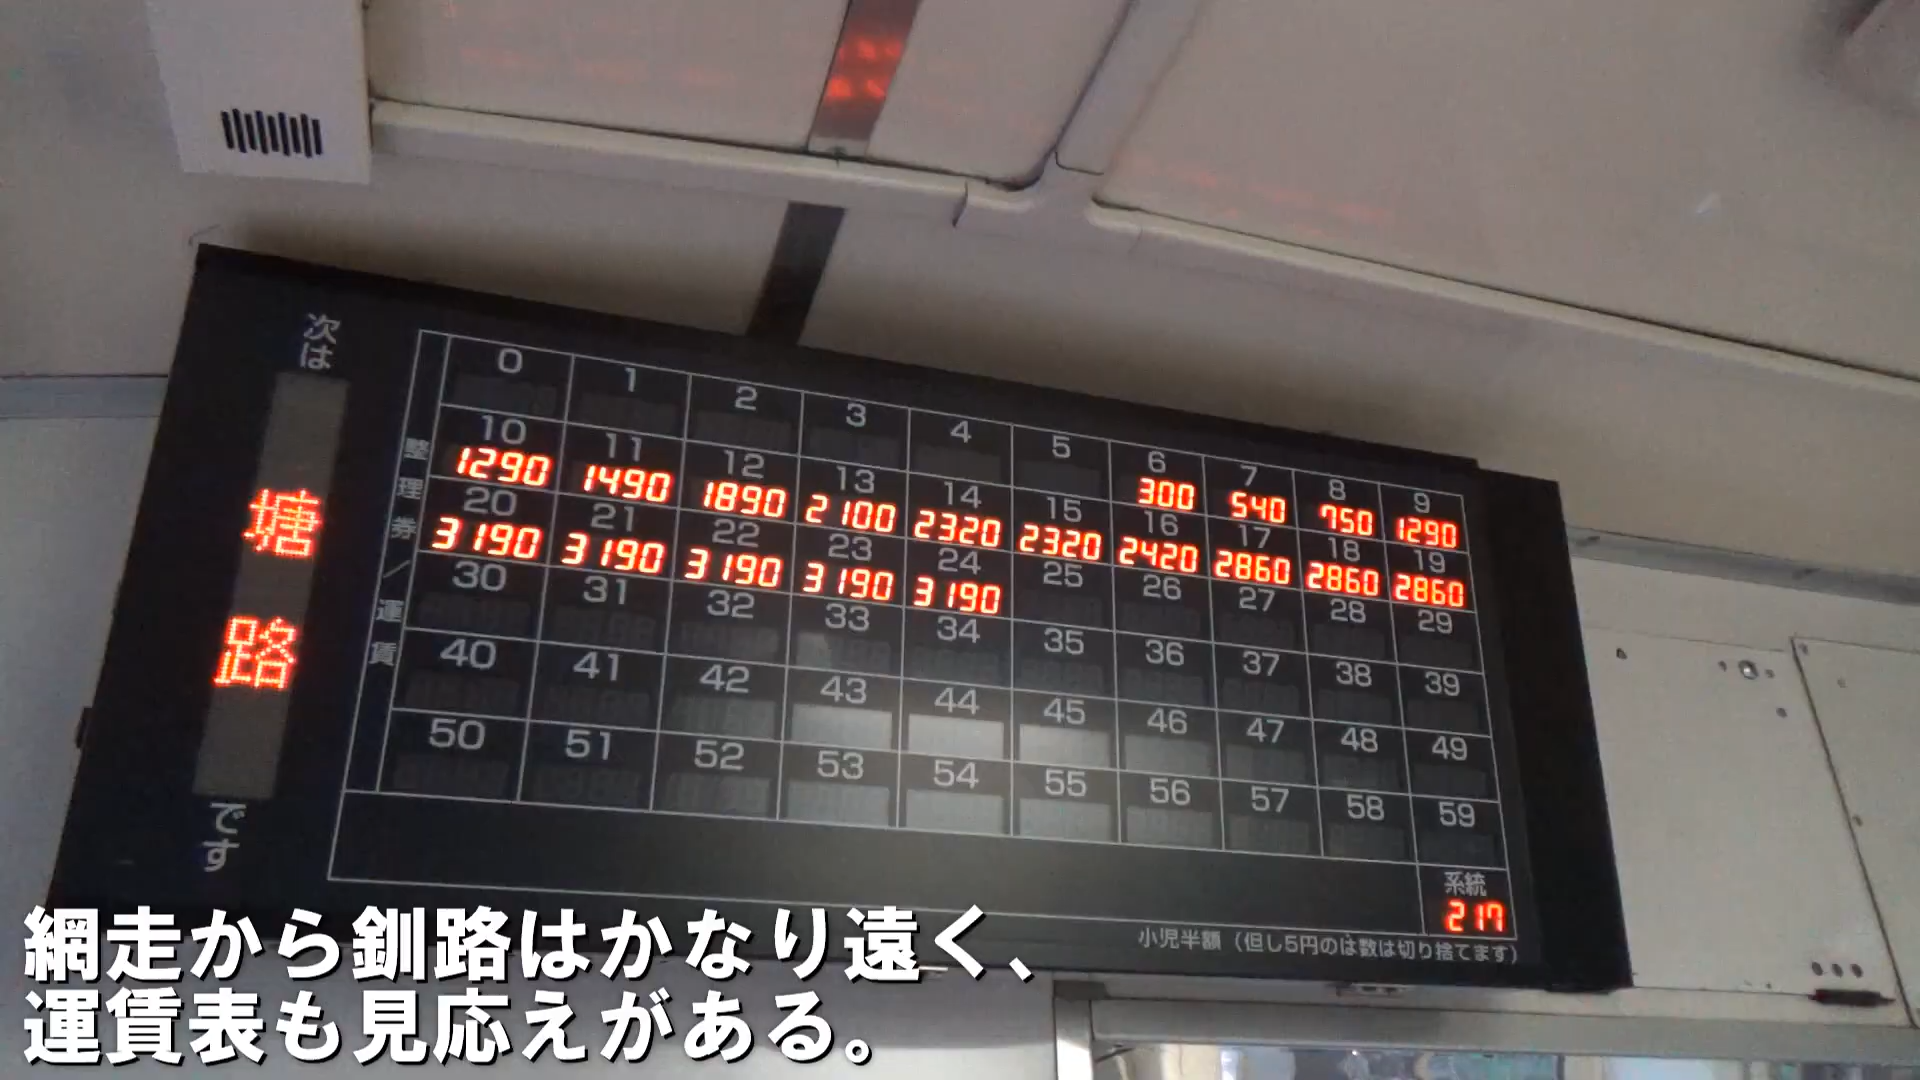 次は
塘路
です
整理券／運賃
0 1 2 3 4 5 6 7 8 9
300 540 750 1290
10 11 12 13 14 15 16 17 18 19
1290 1490 1890 2100 2320 2320 2420 2860 2860 2860
20 21 22 23 24 25 26 27 28 29
3190 3190 3190 3190 3190
30 31 32 33 34 35 36 37 38 39
40 41 42 43 44 45 46 47 48 49
50 51 52 53 54 55 56 57 58 59
系統
217
小児半額（但し5円のは数は切り捨てます）
網走から釧路はかなり遠く、
運賃表も見応えがある。